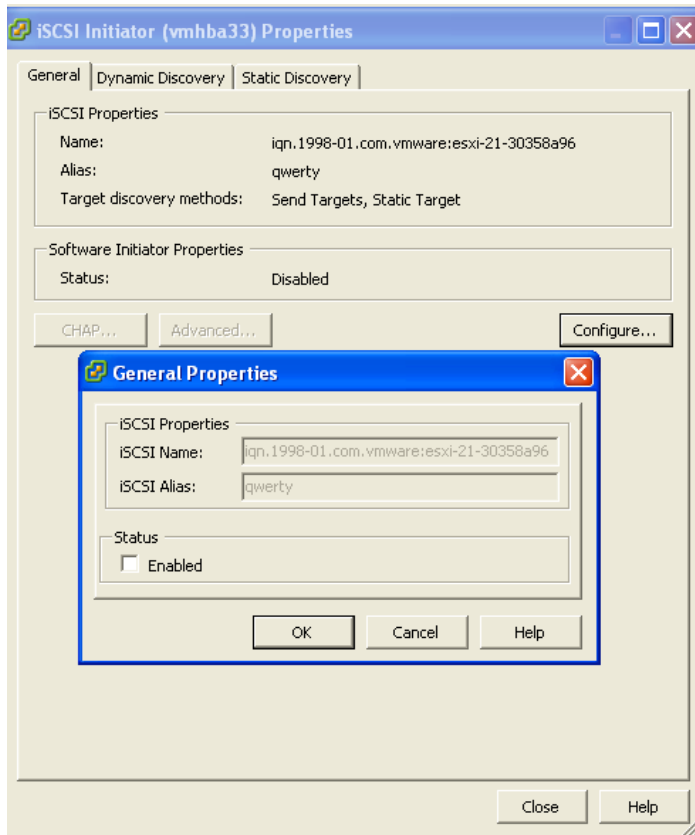 iSCSI Initiator (vmhba33) Properties
General Dynamic Discovery Static Discovery
iSCSI Properties
Name: iqn.1998-01.com.vmware:esxi-21-30358a96
Alias: qwerty
Target discovery methods: Send Targets, Static Target
Software Initiator Properties
Status: Disabled
CHAP... Advanced... Configure...
General Properties
iSCSI Properties
iSCSI Name: iqn.1998-01.com.vmware:esxi-21-30358a96
iSCSI Alias: qwerty
Status
Enabled
OK Cancel Help
Close Help